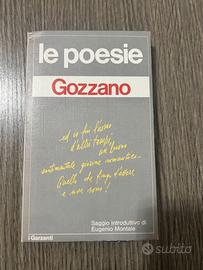 le poesie
Gozzano
ed io fui l'uomo
d'altri tempi, un buono
sentimentale giovine romantico...
Quello che fingo d'essere
e non sono!
Saggio introduttivo di
Eugenio Montale
i Garzanti
subito